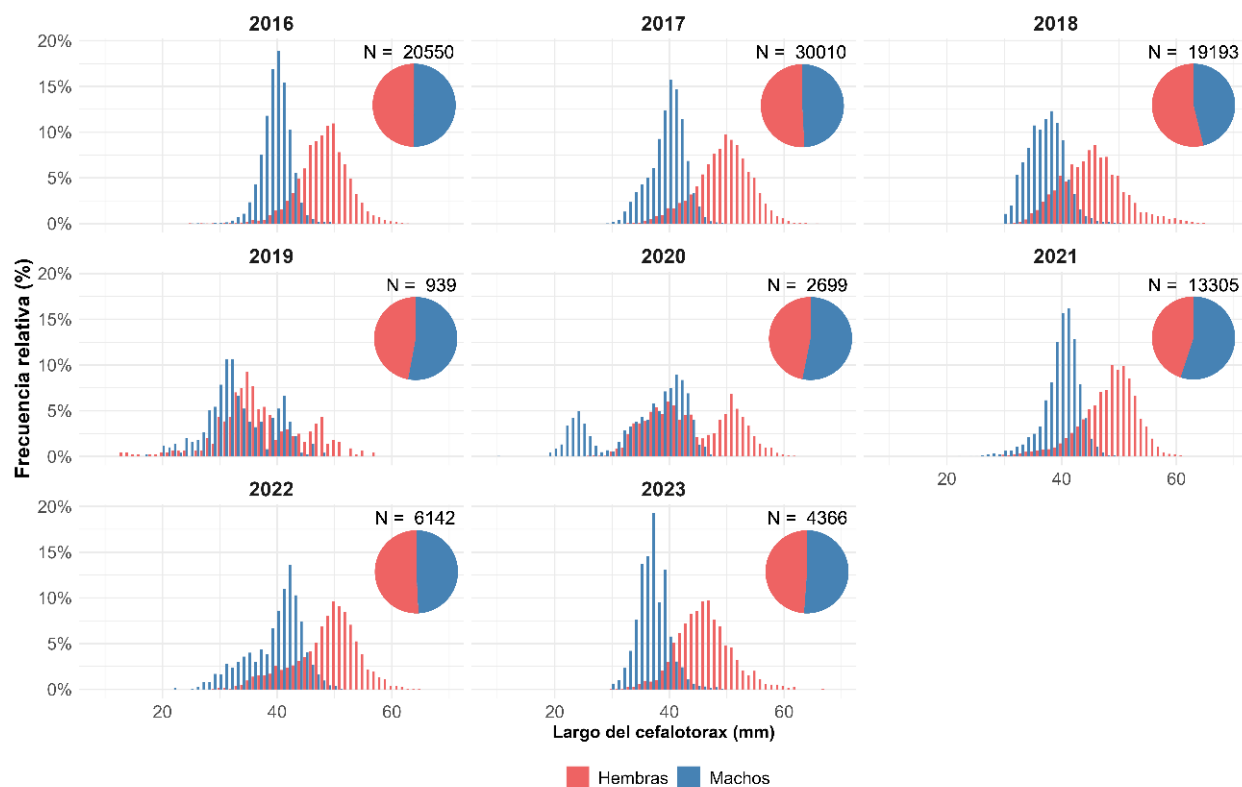 2016
2017
2018
20%
N = 20550
N = 30010
N = 19193
15%
10%
5%
0%
2019
2020
2021
20%
N = 939
N = 2699
N = 13305
15%
10%
5%
0%
20
40
60
2022
2023
20%
N = 6142
N = 4366
15%
10%
5%
0%
20
40
60
20
40
60
Frecuencia relativa (%)
Largo del cefalotorax (mm)
Hembras
Machos